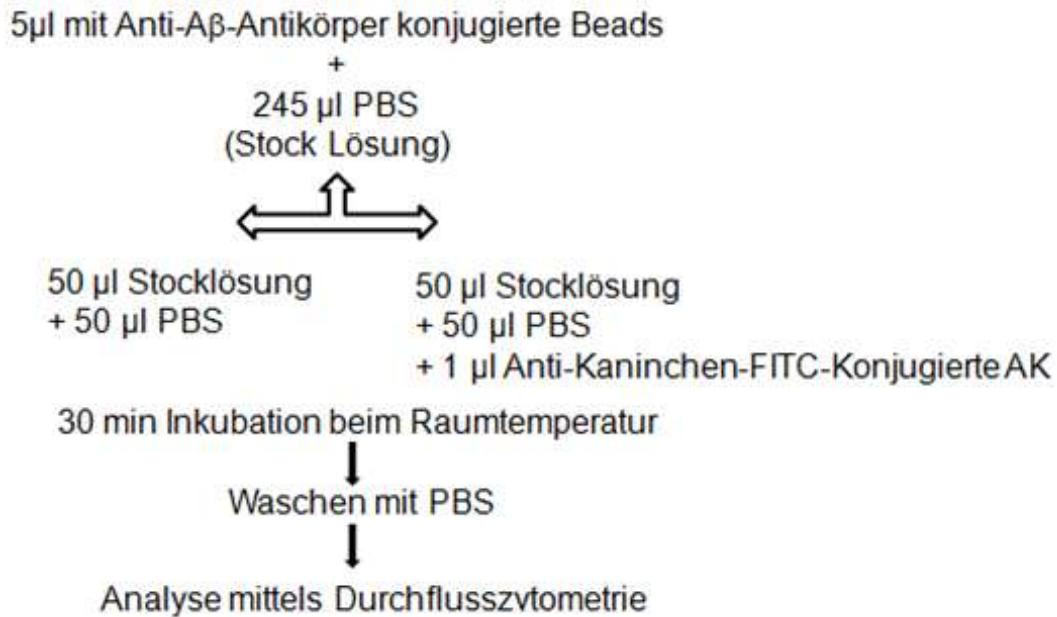 5µl mit Anti-Aβ-Antikörper konjugierte Beads
+
245 µl PBS
(Stock Lösung)
50 µl Stocklösung
+ 50 µl PBS
50 µl Stocklösung
+ 50 µl PBS
+ 1 µl Anti-Kaninchen-FITC-Konjugierte AK
30 min Inkubation beim Raumtemperatur
Waschen mit PBS
Analyse mittels Durchflusszytometrie